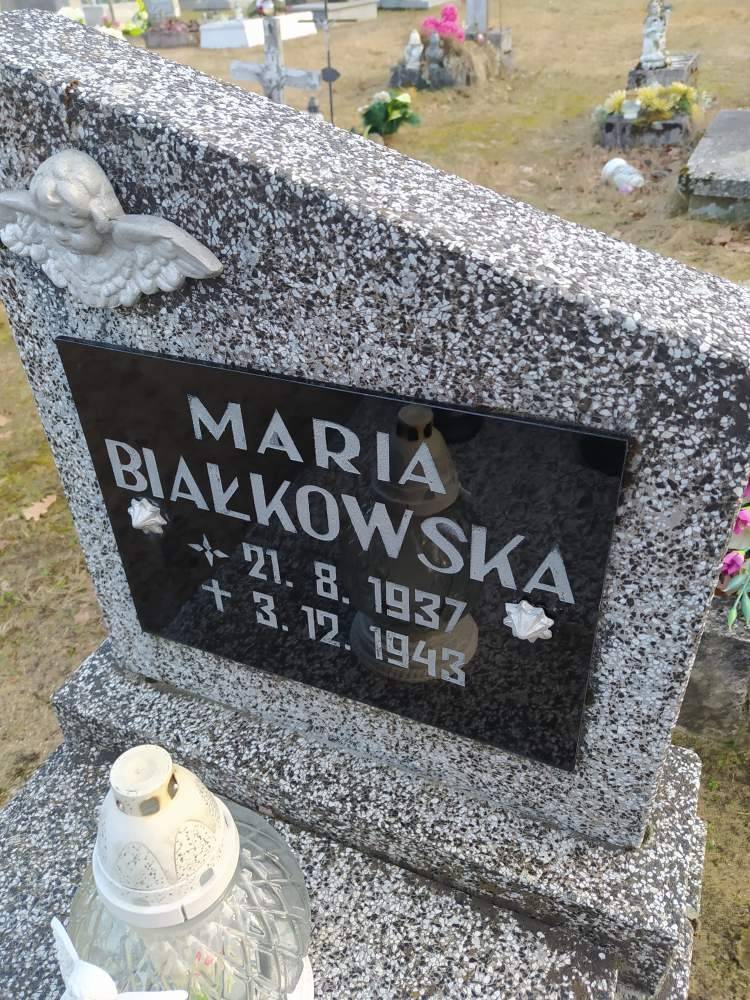 MARIA
BIAŁKOWSKA
21. 8. 1937
3. 12. 1943